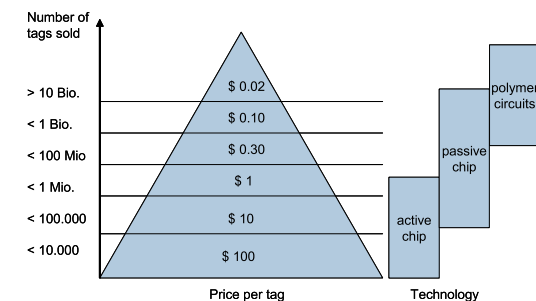 Number of
tags sold
> 10 Bio.
$ 0.02
< 1 Bio.
$ 0.10
< 100 Mio
$ 0.30
< 1 Mio.
$ 1
< 100.000
$ 10
< 10.000
$ 100
polymer
circuits
passive
chip
active
chip
Price per tag
Technology